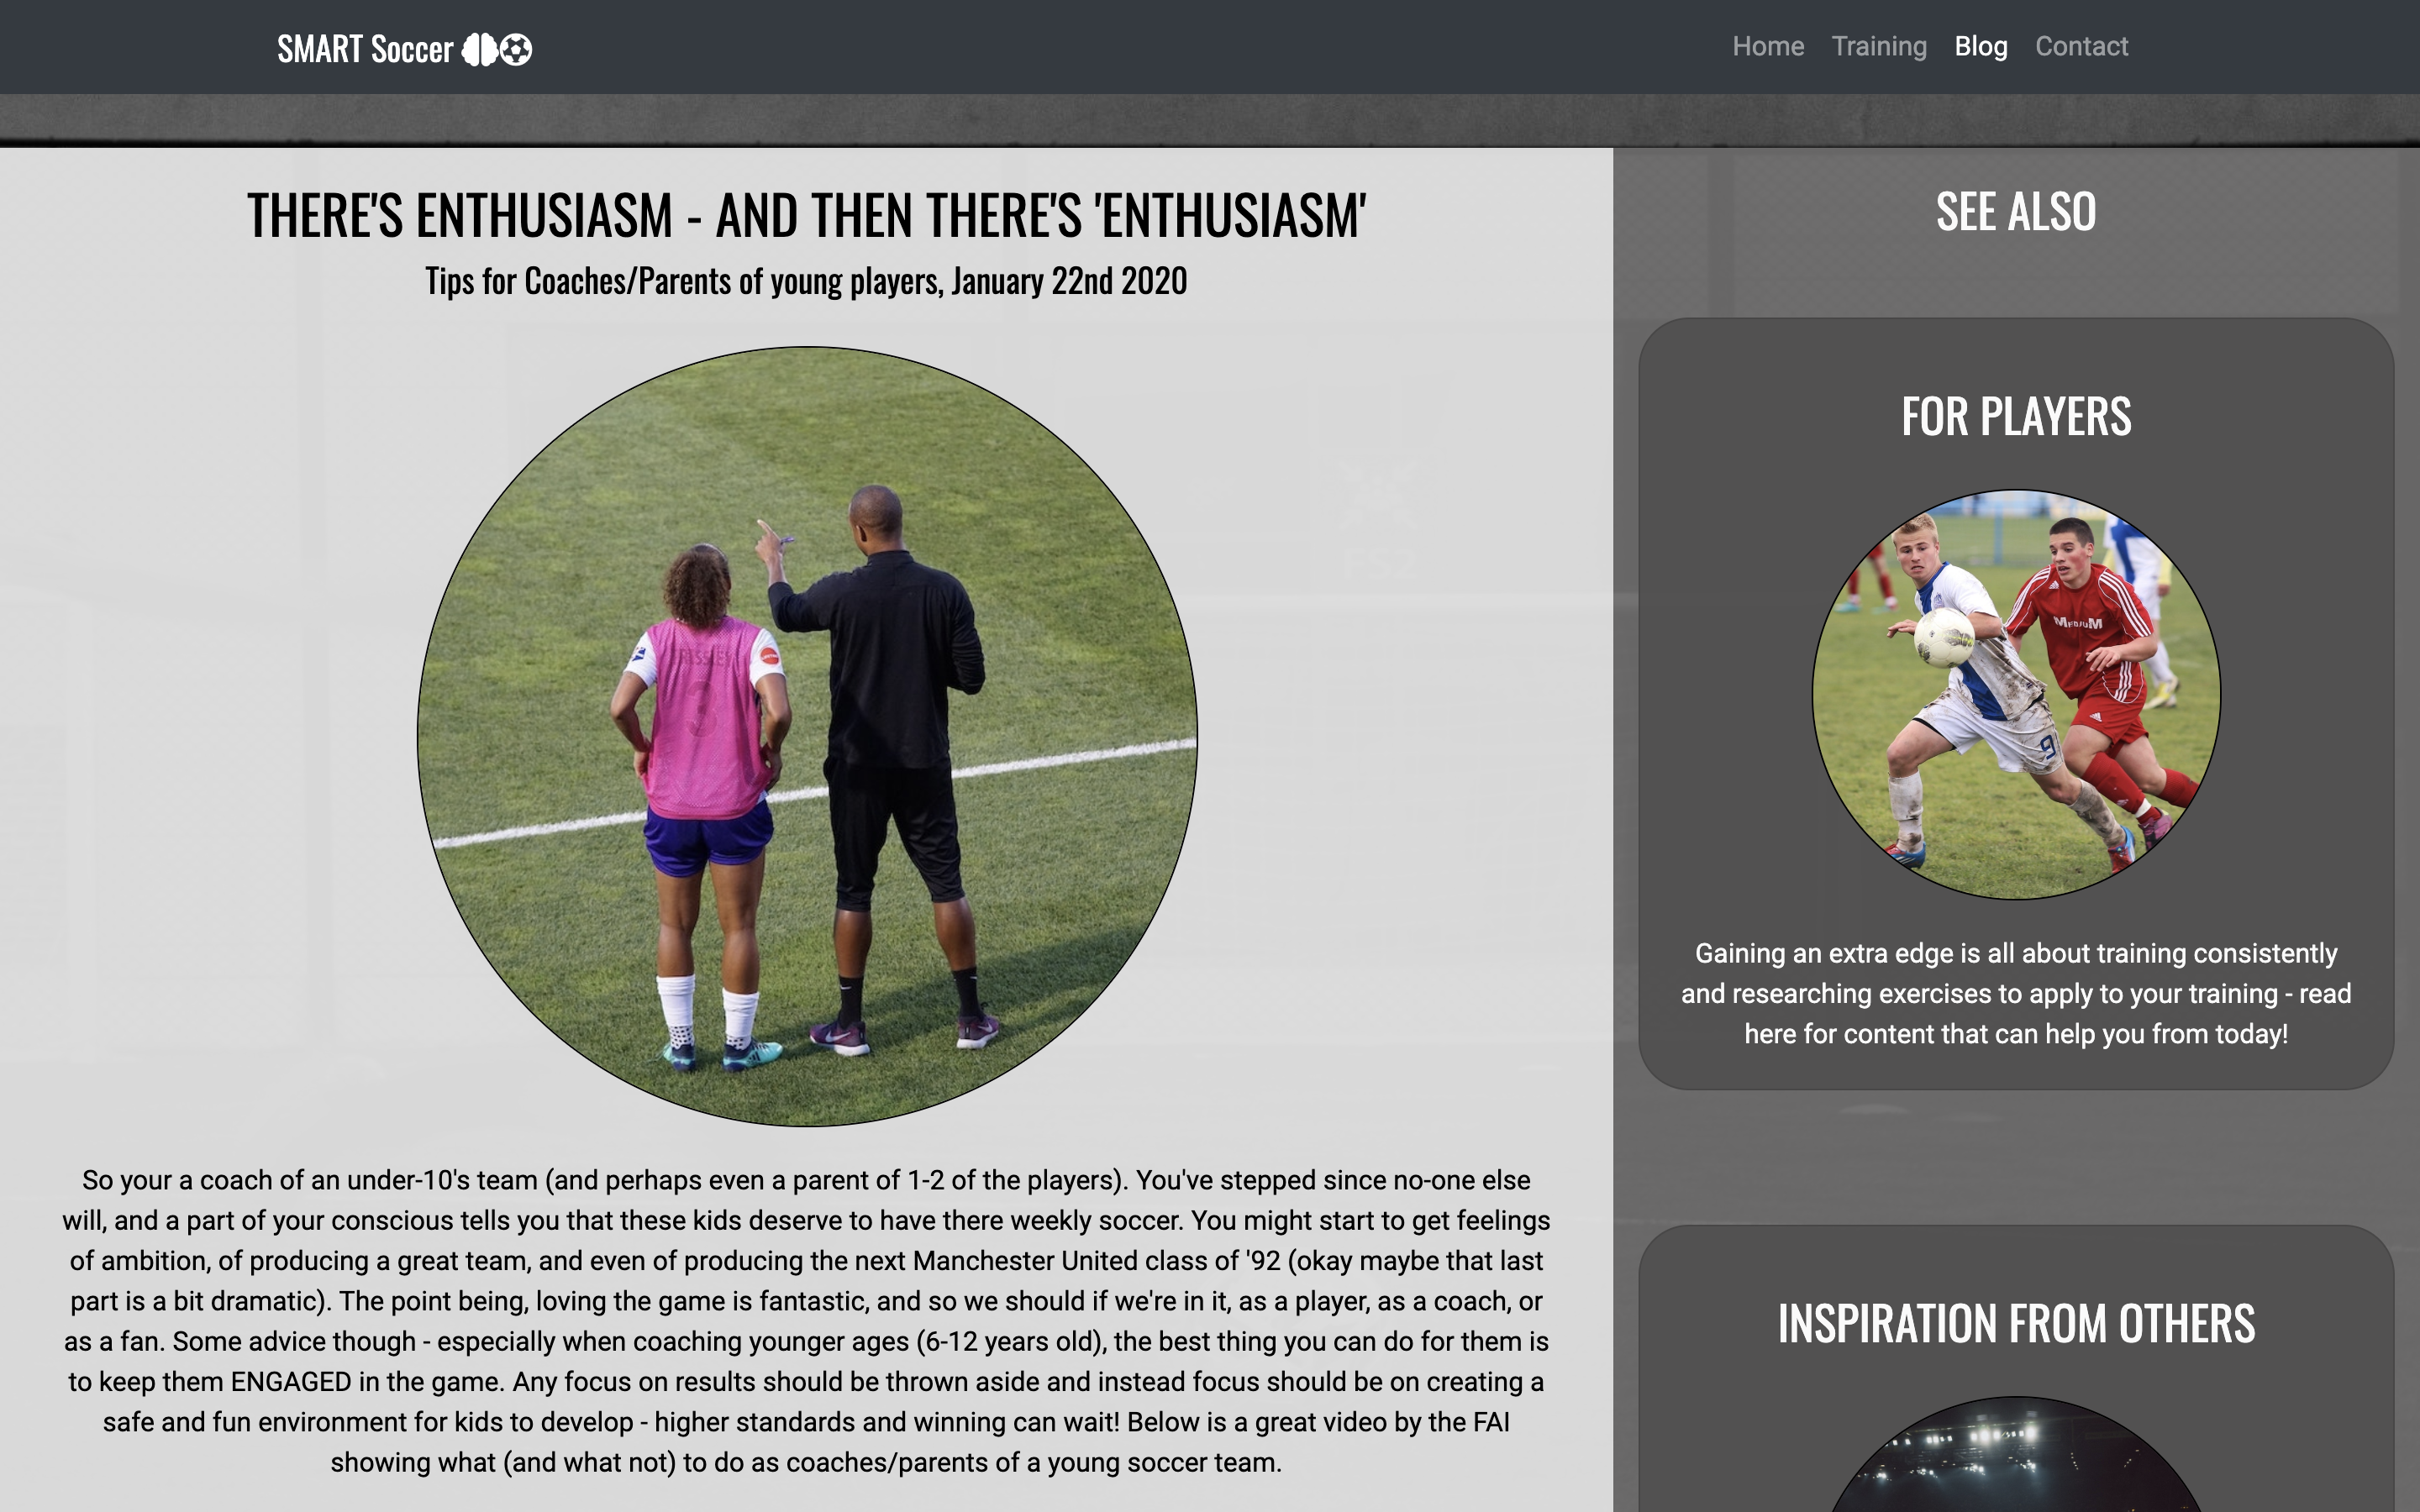 SMART Soccer
Home Training Blog Contact
THERE'S ENTHUSIASM - AND THEN THERE'S 'ENTHUSIASM'
Tips for Coaches/Parents of young players, January 22nd 2020
3
So your a coach of an under-10's team (and perhaps even a parent of 1-2 of the players). You've stepped since no-one else
will, and a part of your conscious tells you that these kids deserve to have there weekly soccer. You might start to get feelings
of ambition, of producing a great team, and even of producing the next Manchester United class of '92 (okay maybe that last
part is a bit dramatic). The point being, loving the game is fantastic, and so we should if we're in it, as a player, as a coach, or
as a fan. Some advice though - especially when coaching younger ages (6-12 years old), the best thing you can do for them is
to keep them ENGAGED in the game. Any focus on results should be thrown aside and instead focus should be on creating a
safe and fun environment for kids to develop - higher standards and winning can wait! Below is a great video by the FAI
showing what (and what not) to do as coaches/parents of a young soccer team.
SEE ALSO
FOR PLAYERS
9
Gaining an extra edge is all about training consistently
and researching exercises to apply to your training - read
here for content that can help you from today!
INSPIRATION FROM OTHERS